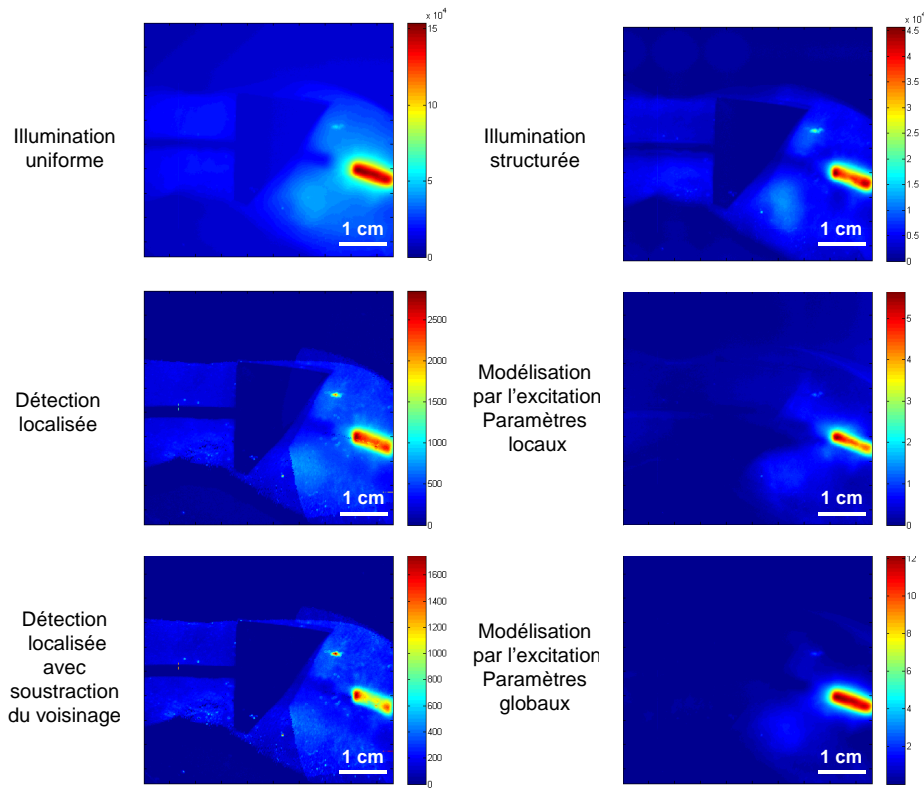 x 10⁴
15
10
5
0
Illumination
uniforme
1 cm
x 10⁴
4.5
4
3.5
3
2.5
2
1.5
1
0.5
0
Illumination
structurée
1 cm
2500
2000
1500
1000
500
0
Détection
localisée
1 cm
5
4
3
2
1
0
Modélisation
par l'excitation
Paramètres
locaux
1 cm
1600
1400
1200
1000
800
600
400
200
0
Détection
localisée
avec
soustraction
du voisinage
1 cm
12
10
8
6
4
2
Modélisation
par l'excitation
Paramètres
globaux
1 cm